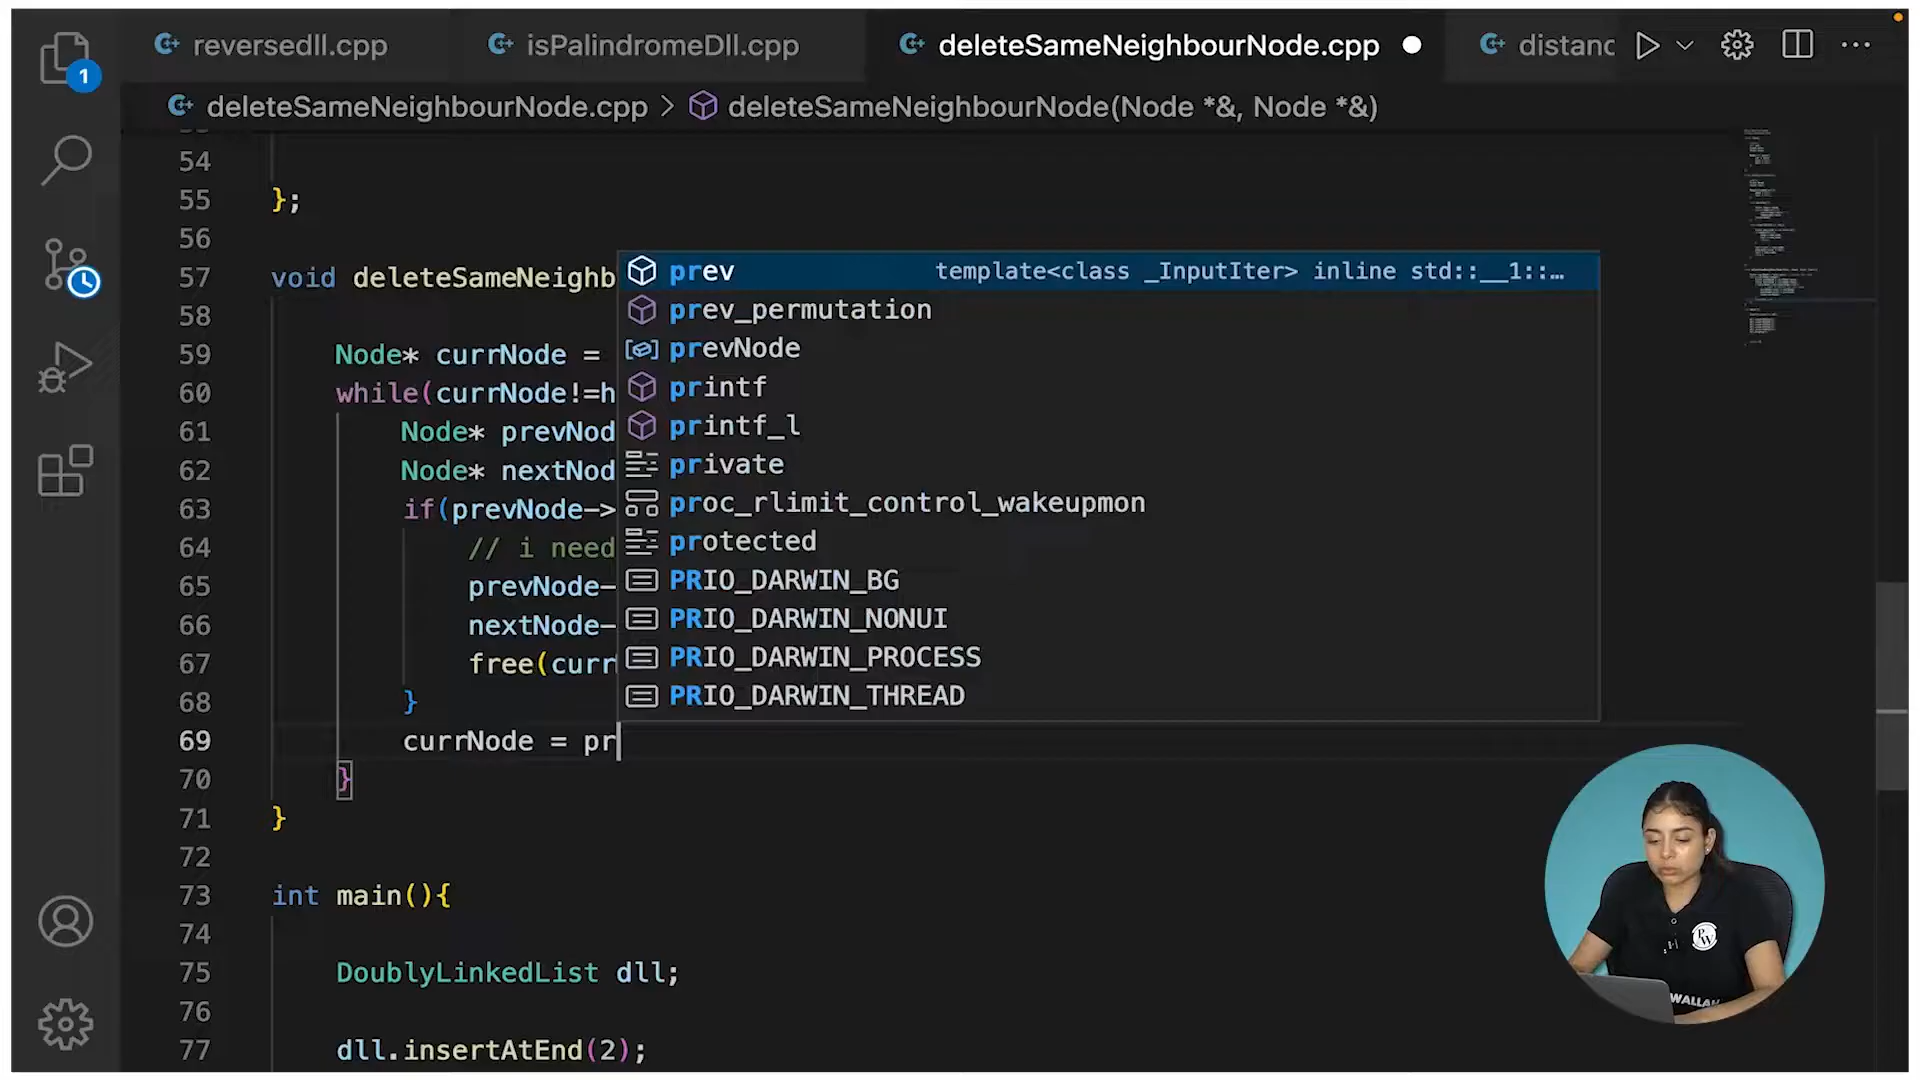 reversedll.cpp
isPalindromeDll.cpp
deleteSameNeighbourNode.cpp
distanc
1
deleteSameNeighbourNode.cpp > deleteSameNeighbourNode(Node *&, Node *&)
54
55 };
56
57 void deleteSameNeighb
58
59 Node* currNode =
60 while(currNode!=h
61 Node* prevNod
62 Node* nextNod
63 if(prevNode->
64 // i need
65 prevNode-
66 nextNode-
67 free(curr
68 }
69 currNode = pr
70 }
71 }
72
73 int main(){
74
75 DoublyLinkedList dll;
76
77 dll.insertAtEnd(2);
prev template<class _InputIter> inline std::__1::…
prev_permutation
prevNode
printf
printf_l
private
proc_rlimit_control_wakeupmon
protected
PRIO_DARWIN_BG
PRIO_DARWIN_NONUI
PRIO_DARWIN_PROCESS
PRIO_DARWIN_THREAD
PW
WALLAH